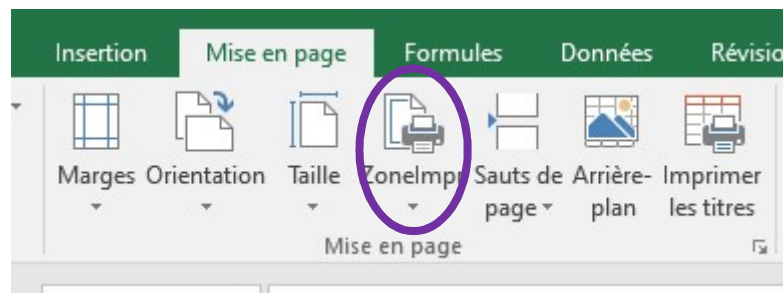 Insertion Mise en page Formules Données Révisio
Marges Orientation Taille ZoneImpr Sauts de Arrière- Imprimer
page plan les titres
Mise en page